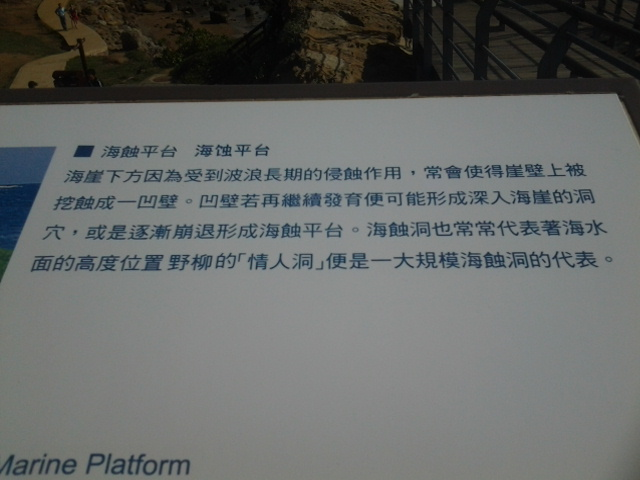 ■ 海蝕平台 海蚀平台
海崖下方因為受到波浪長期的侵蝕作用，常會使得崖壁上被
挖蝕成一凹壁。凹壁若再繼續發育便可能形成深入海崖的洞
穴，或是逐漸崩退形成海蝕平台。海蝕洞也常常代表著海水
面的高度位置 野柳的「情人洞」便是一大規模海蝕洞的代表。
Marine Platform